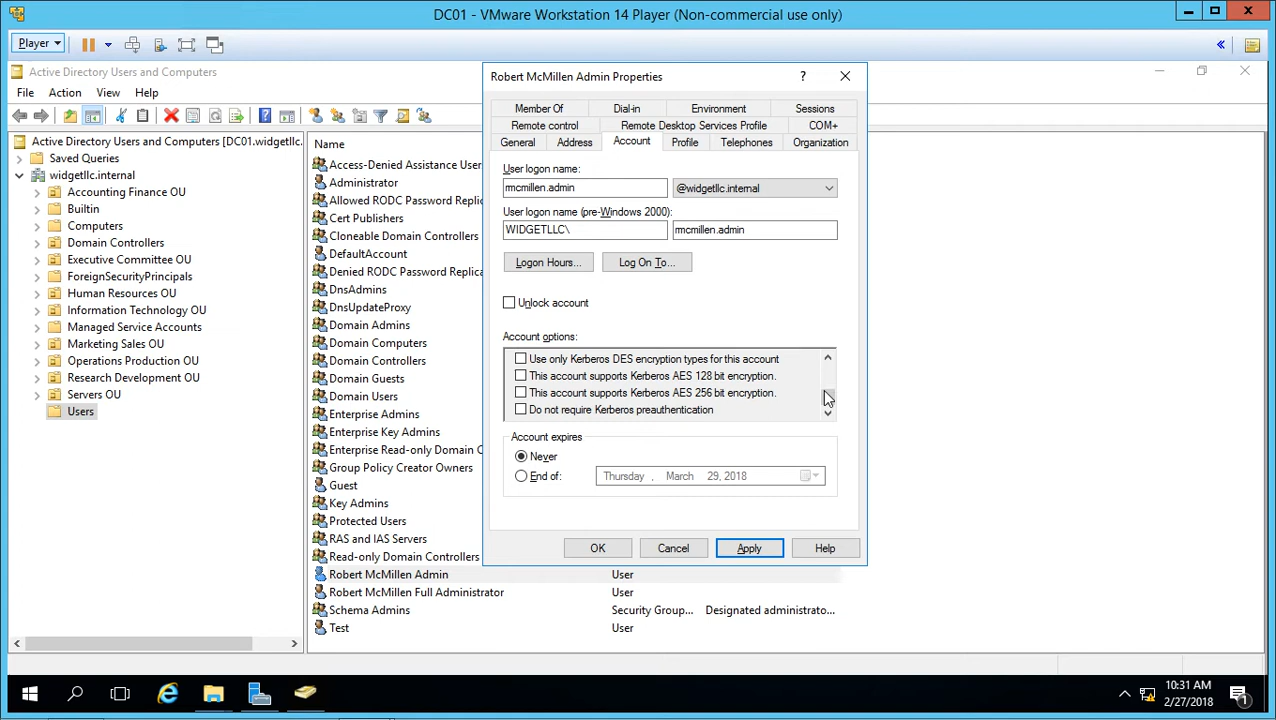 DC01 - VMware Workstation 14 Player (Non-commercial use only)
Player
Active Directory Users and Computers
File Action View Help
Active Directory Users and Computers [DC01.widgetllc.
Saved Queries
widgetllc.internal
Accounting Finance OU
Builtin
Computers
Domain Controllers
Executive Committee OU
ForeignSecurityPrincipals
Human Resources OU
Information Technology OU
Managed Service Accounts
Marketing Sales OU
Operations Production OU
Research Development OU
Servers OU
Users
Name
Access-Denied Assistance User
Administrator
Allowed RODC Password Repli
Cert Publishers
Cloneable Domain Controllers
DefaultAccount
Denied RODC Password Replica
DnsAdmins
DnsUpdateProxy
Domain Admins
Domain Computers
Domain Controllers
Domain Guests
Domain Users
Enterprise Admins
Enterprise Key Admins
Enterprise Read-only Domain C
Group Policy Creator Owners
Guest
Key Admins
Protected Users
RAS and IAS Servers
Read-only Domain Controllers
Robert McMillen Admin User
Robert McMillen Full Administrator User
Schema Admins Security Group... Designated administrato...
Test User
Robert McMillen Admin Properties
?
Member Of Dial-in Environment Sessions
Remote control Remote Desktop Services Profile COM+
General Address Account Profile Telephones Organization
User logon name:
mcmillen.admin @widgetllc.internal
User logon name (pre-Windows 2000):
WIDGETLLC\ mcmillen.admin
Logon Hours... Log On To...
Unlock account
Account options:
Use only Kerberos DES encryption types for this account
This account supports Kerberos AES 128 bit encryption.
This account supports Kerberos AES 256 bit encryption.
Do not require Kerberos preauthentication
Account expires
Never
End of: Thursday , March 29, 2018
OK Cancel Apply Help
10:31 AM
2/27/2018
1